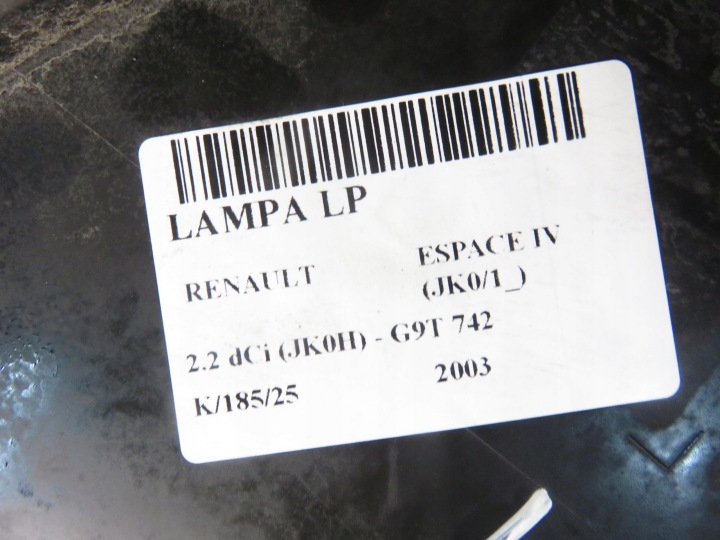 LAMPA LP
RENAULT ESPACE IV
(JK0/1_)
2.2 dCi (JK0H) - G9T 742
K/185/25 2003